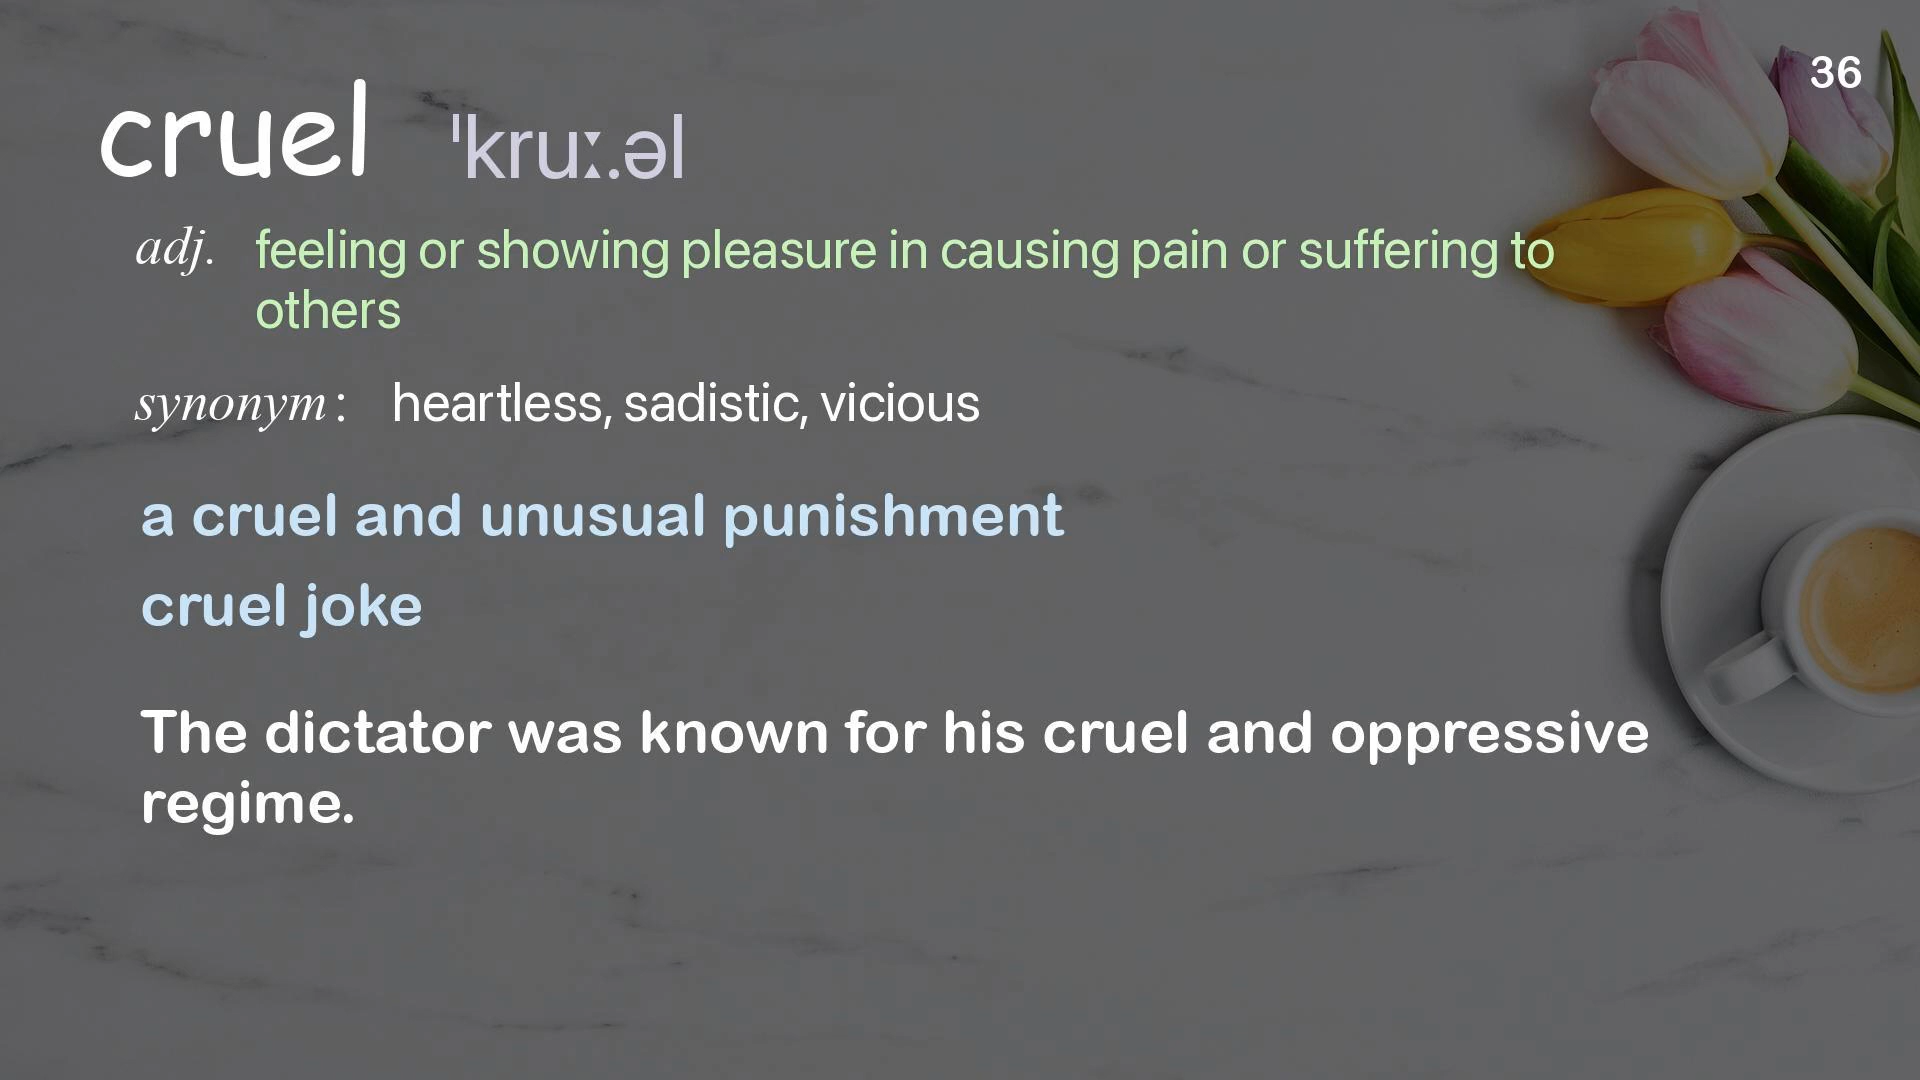 36
cruel ˈkruː.əl
adj. feeling or showing pleasure in causing pain or suffering to
others
synonym: heartless, sadistic, vicious
a cruel and unusual punishment
cruel joke
The dictator was known for his cruel and oppressive
regime.